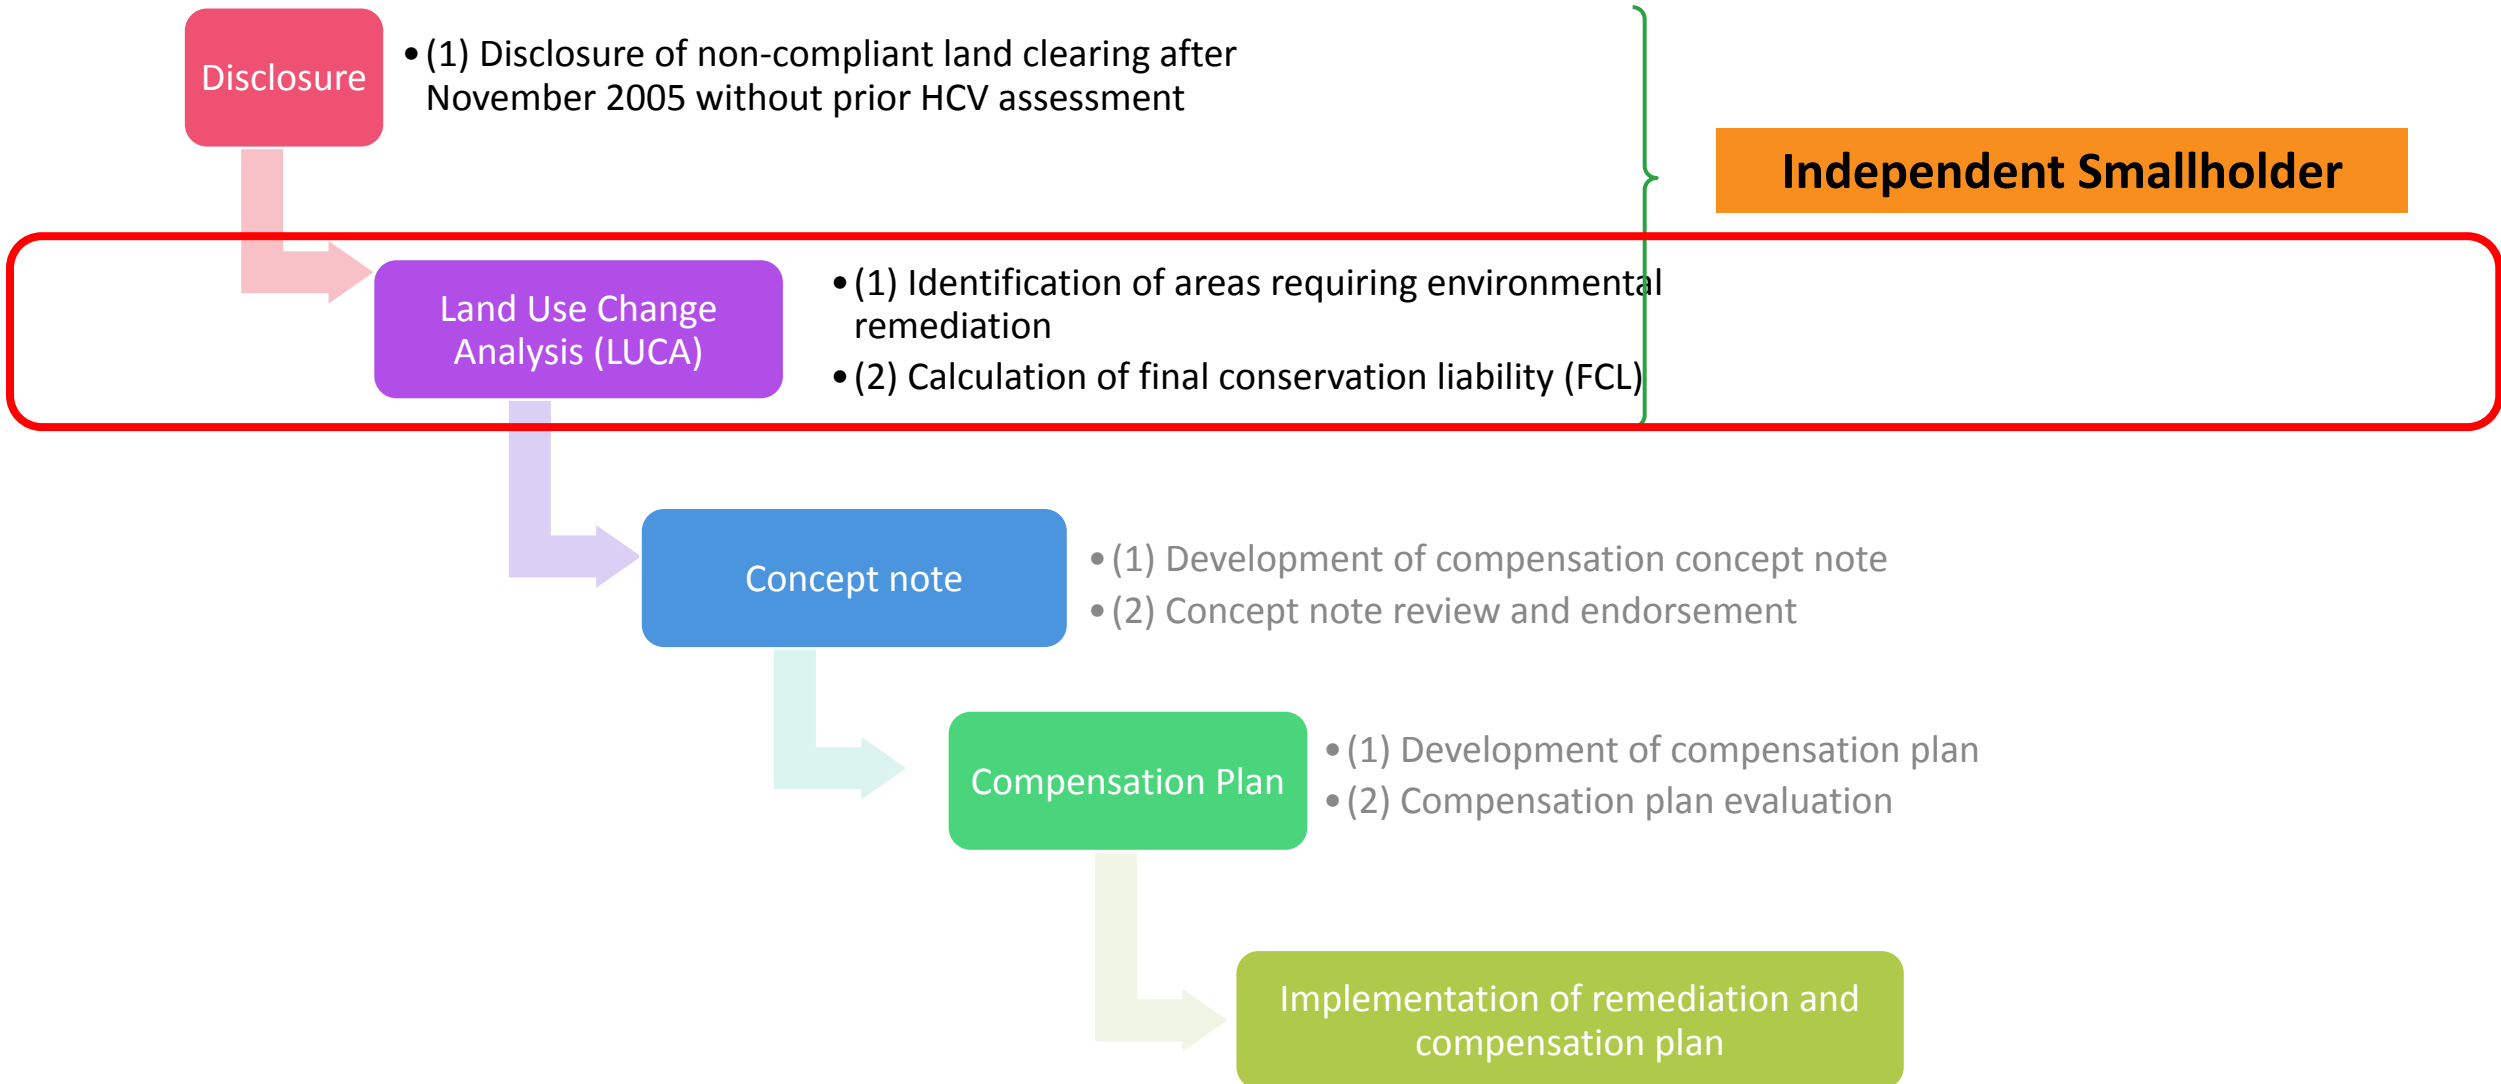 Disclosure
•(1) Disclosure of non-compliant land clearing after
November 2005 without prior HCV assessment
Independent Smallholder
Land Use Change
Analysis (LUCA)
•(1) Identification of areas requiring environmental
remediation
•(2) Calculation of final conservation liability (FCL)
Concept note
•(1) Development of compensation concept note
•(2) Concept note review and endorsement
Compensation Plan
•(1) Development of compensation plan
•(2) Compensation plan evaluation
Implementation of remediation and
compensation plan